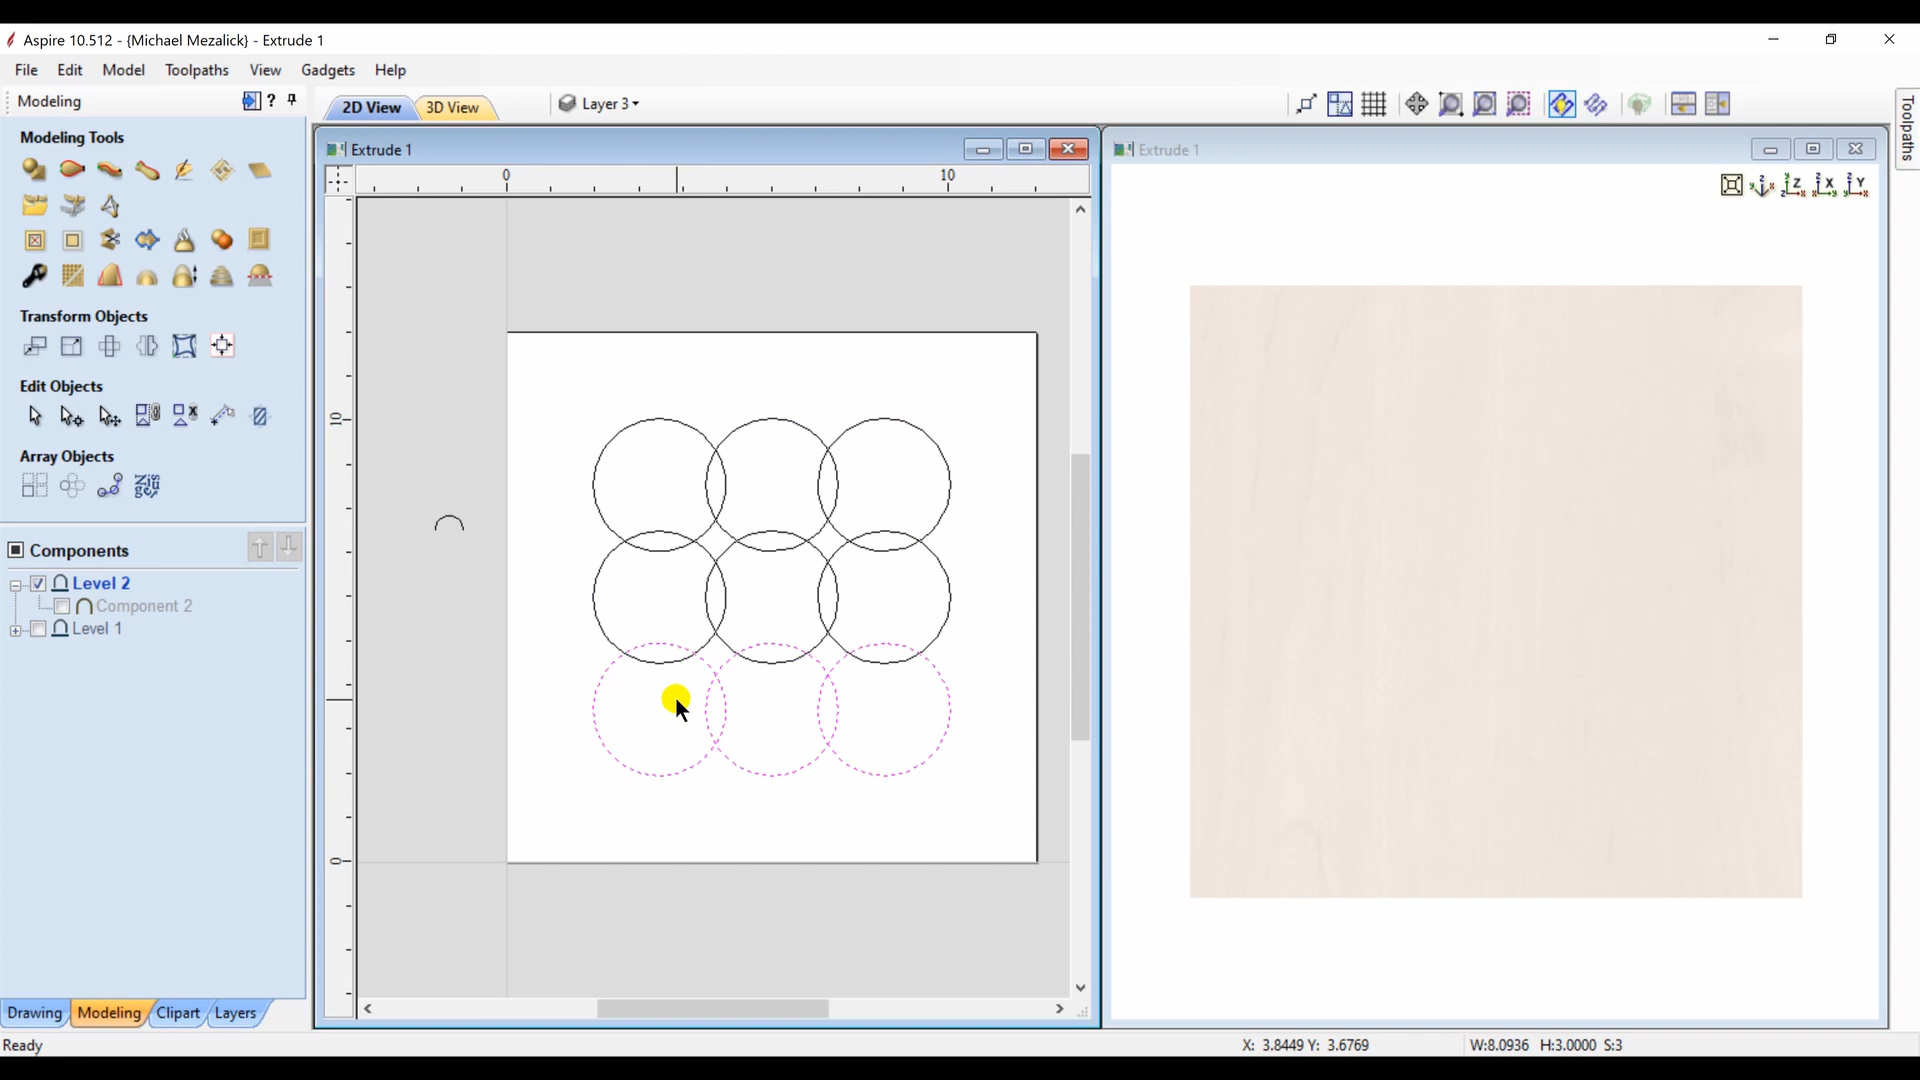 Aspire 10.512 - {Michael Mezalick} - Extrude 1
File Edit Model Toolpaths View Gadgets Help
Modeling
?
2D View
3D View
Layer 3
Toolpaths
Modeling Tools
Extrude 1
Extrude 1
0
10
Z
X
Y
Transform Objects
Edit Objects
10
Array Objects
Components
Level 2
Component 2
Level 1
0
Drawing
Modeling
Clipart
Layers
Ready
X: 3.8449 Y: 3.6769
W:8.0936 H:3.0000 S:3